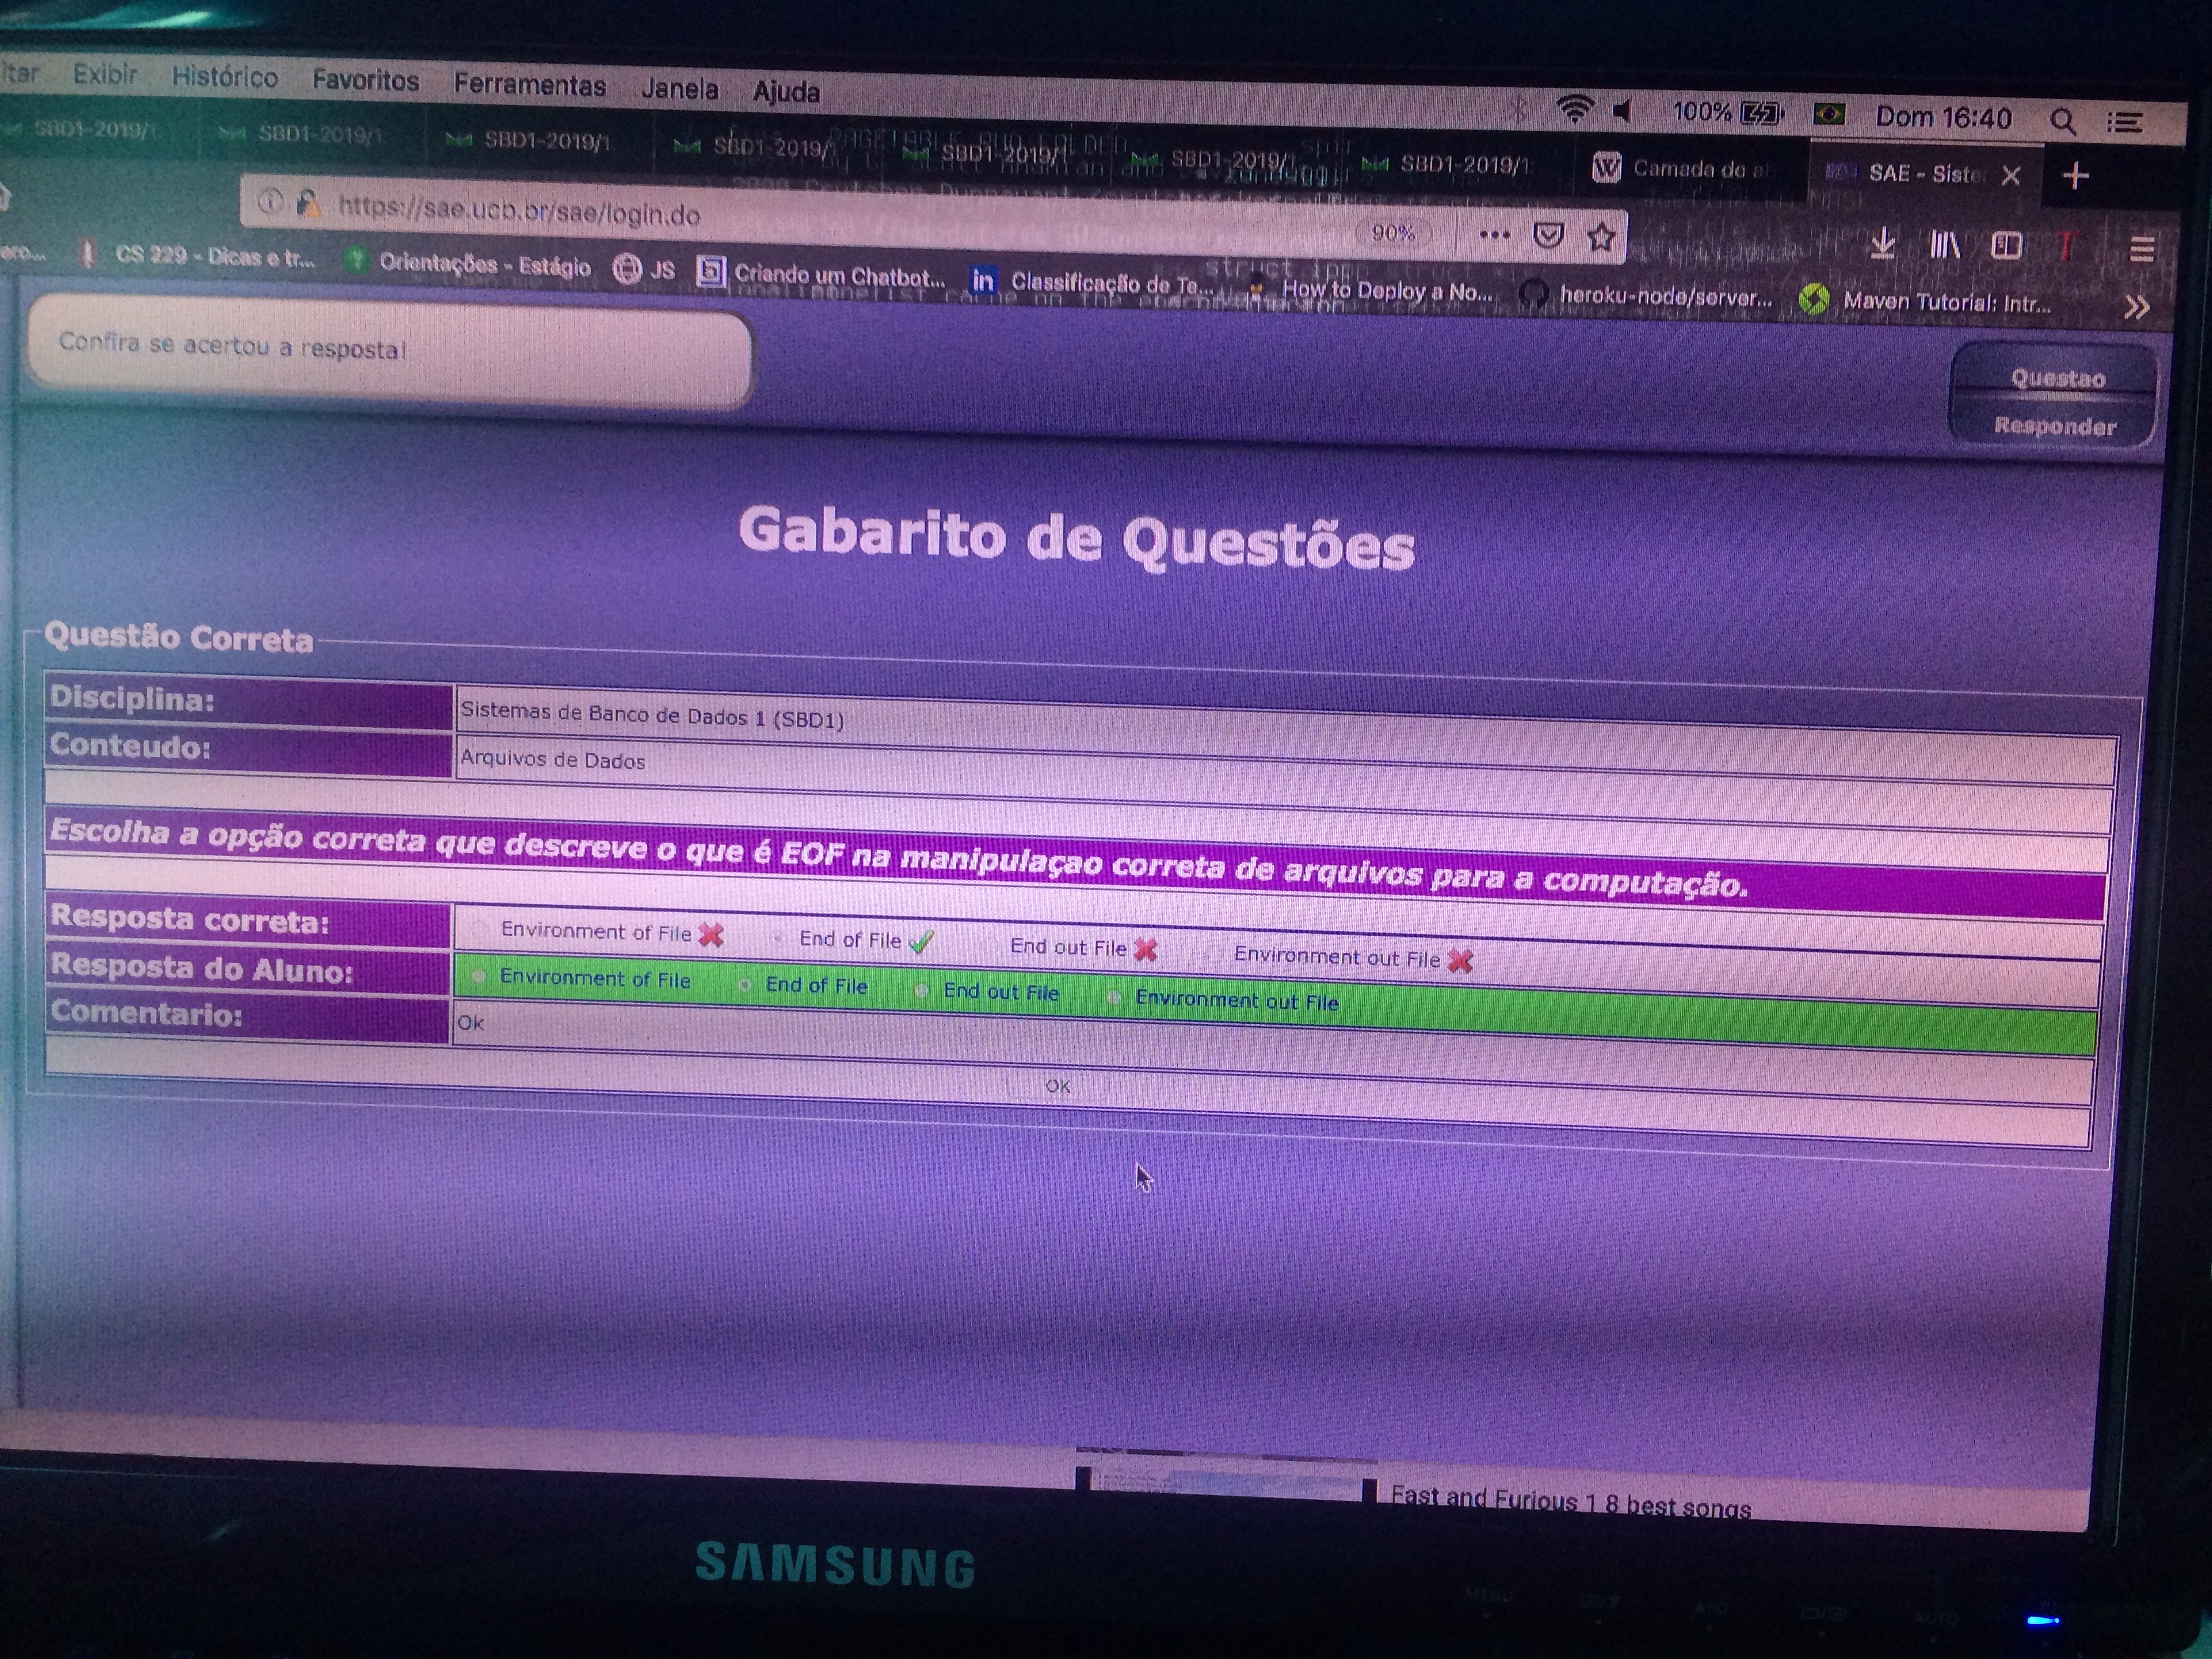 itar Exibir Histórico Favoritos Ferramentas Janela Ajuda 100% Dom 16:40
SBD1-2019/1 SBD1-2019/1 SBD1-2019/1 SBD1-2019/ SBD1-2019/1 SBD1-2019/1 SBD1-2019/1 Camada de a SAE - Siste
https://sae.ucb.br/sae/login.do 90%
CS 229 - Dicas e tr... Orientações - Estágio JS Criando um Chatbot... in Classificação de Te... How to Deploy a No... heroku-node/server... Maven Tutorial: Intr...
Confira se acertou a resposta!
Questao
Responder
Gabarito de Questões
Questão Correta
Disciplina: Sistemas de Banco de Dados 1 (SBD1)
Conteudo: Arquivos de Dados
Escolha a opção correta que descreve o que é EOF na manipulaçao correta de arquivos para a computação.
Resposta correta: Environment of File End of File End out File Environment out File
Resposta do Aluno: Environment of File End of File End out File Environment out File
Comentario: Ok
OK
Fast and Furious 1 8 best songs
SAMSUNG
MENU AUTO